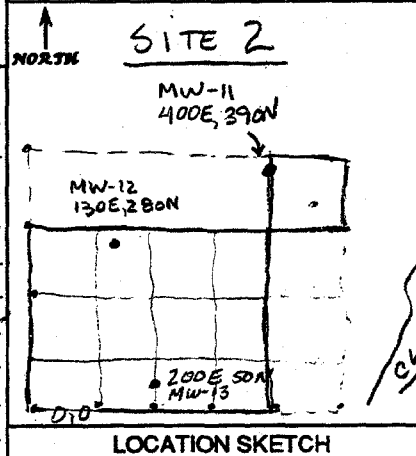 NORTH
SITE 2
MW-11
400E, 390N
MW-12
130E, 280N
200E 50N
MW-13
0,0
LOCATION SKETCH